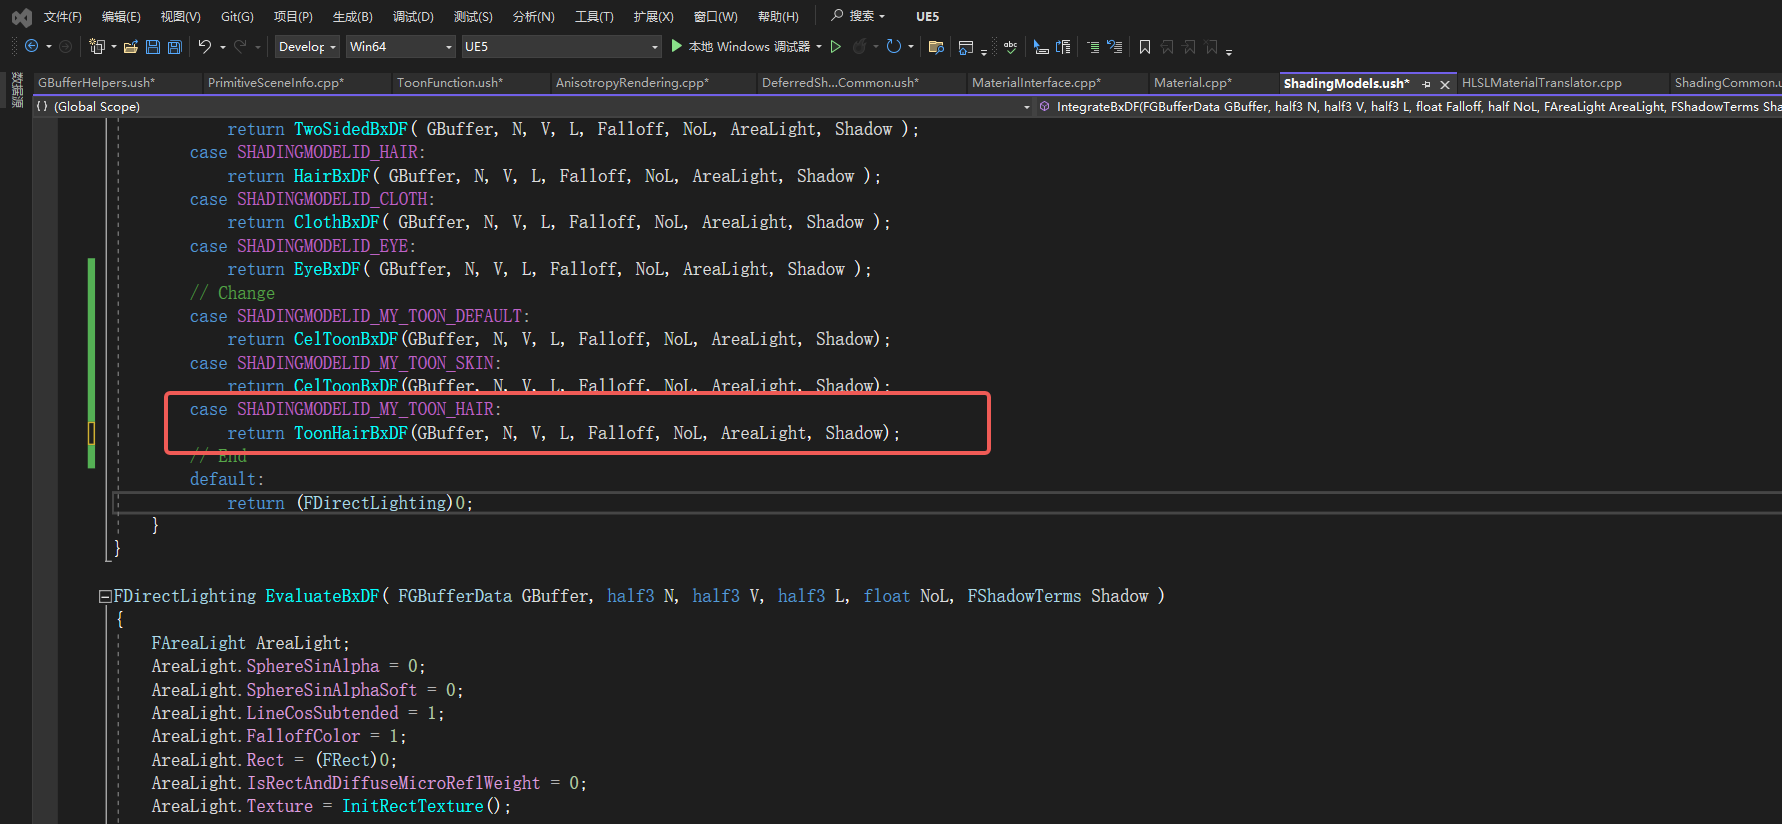 文件(F) 编辑(E) 视图(V) Git(G) 项目(P) 生成(B) 调试(D) 测试(S) 分析(N) 工具(T) 扩展(X) 窗口(W) 帮助(H) 搜索 UE5
Develop Win64 UE5 本地 Windows 调试器
数据源
GBufferHelpers.ush* PrimitiveSceneInfo.cpp* ToonFunction.ush* AnisotropyRendering.cpp* DeferredSh...Common.ush* MaterialInterface.cpp* Material.cpp* ShadingModels.ush* HLSLMaterialTranslator.cpp ShadingCommon.u
(Global Scope) IntegrateBxDF(FGBufferData GBuffer, half3 N, half3 V, half3 L, float Falloff, half NoL, FAreaLight AreaLight, FShadowTerms Sha
return TwoSidedBxDF( GBuffer, N, V, L, Falloff, NoL, AreaLight, Shadow );
case SHADINGMODELID_HAIR:
return HairBxDF( GBuffer, N, V, L, Falloff, NoL, AreaLight, Shadow );
case SHADINGMODELID_CLOTH:
return ClothBxDF( GBuffer, N, V, L, Falloff, NoL, AreaLight, Shadow );
case SHADINGMODELID_EYE:
return EyeBxDF( GBuffer, N, V, L, Falloff, NoL, AreaLight, Shadow );
// Change
case SHADINGMODELID_MY_TOON_DEFAULT:
return CelToonBxDF(GBuffer, N, V, L, Falloff, NoL, AreaLight, Shadow);
case SHADINGMODELID_MY_TOON_SKIN:
return CelToonBxDF(GBuffer, N, V, L, Falloff, NoL, AreaLight, Shadow);
case SHADINGMODELID_MY_TOON_HAIR:
return ToonHairBxDF(GBuffer, N, V, L, Falloff, NoL, AreaLight, Shadow);
// End
default:
return (FDirectLighting)0;
}
}
FDirectLighting EvaluateBxDF( FGBufferData GBuffer, half3 N, half3 V, half3 L, float NoL, FShadowTerms Shadow )
{
FAreaLight AreaLight;
AreaLight.SphereSinAlpha = 0;
AreaLight.SphereSinAlphaSoft = 0;
AreaLight.LineCosSubtended = 1;
AreaLight.FalloffColor = 1;
AreaLight.Rect = (FRect)0;
AreaLight.IsRectAndDiffuseMicroReflWeight = 0;
AreaLight.Texture = InitRectTexture();